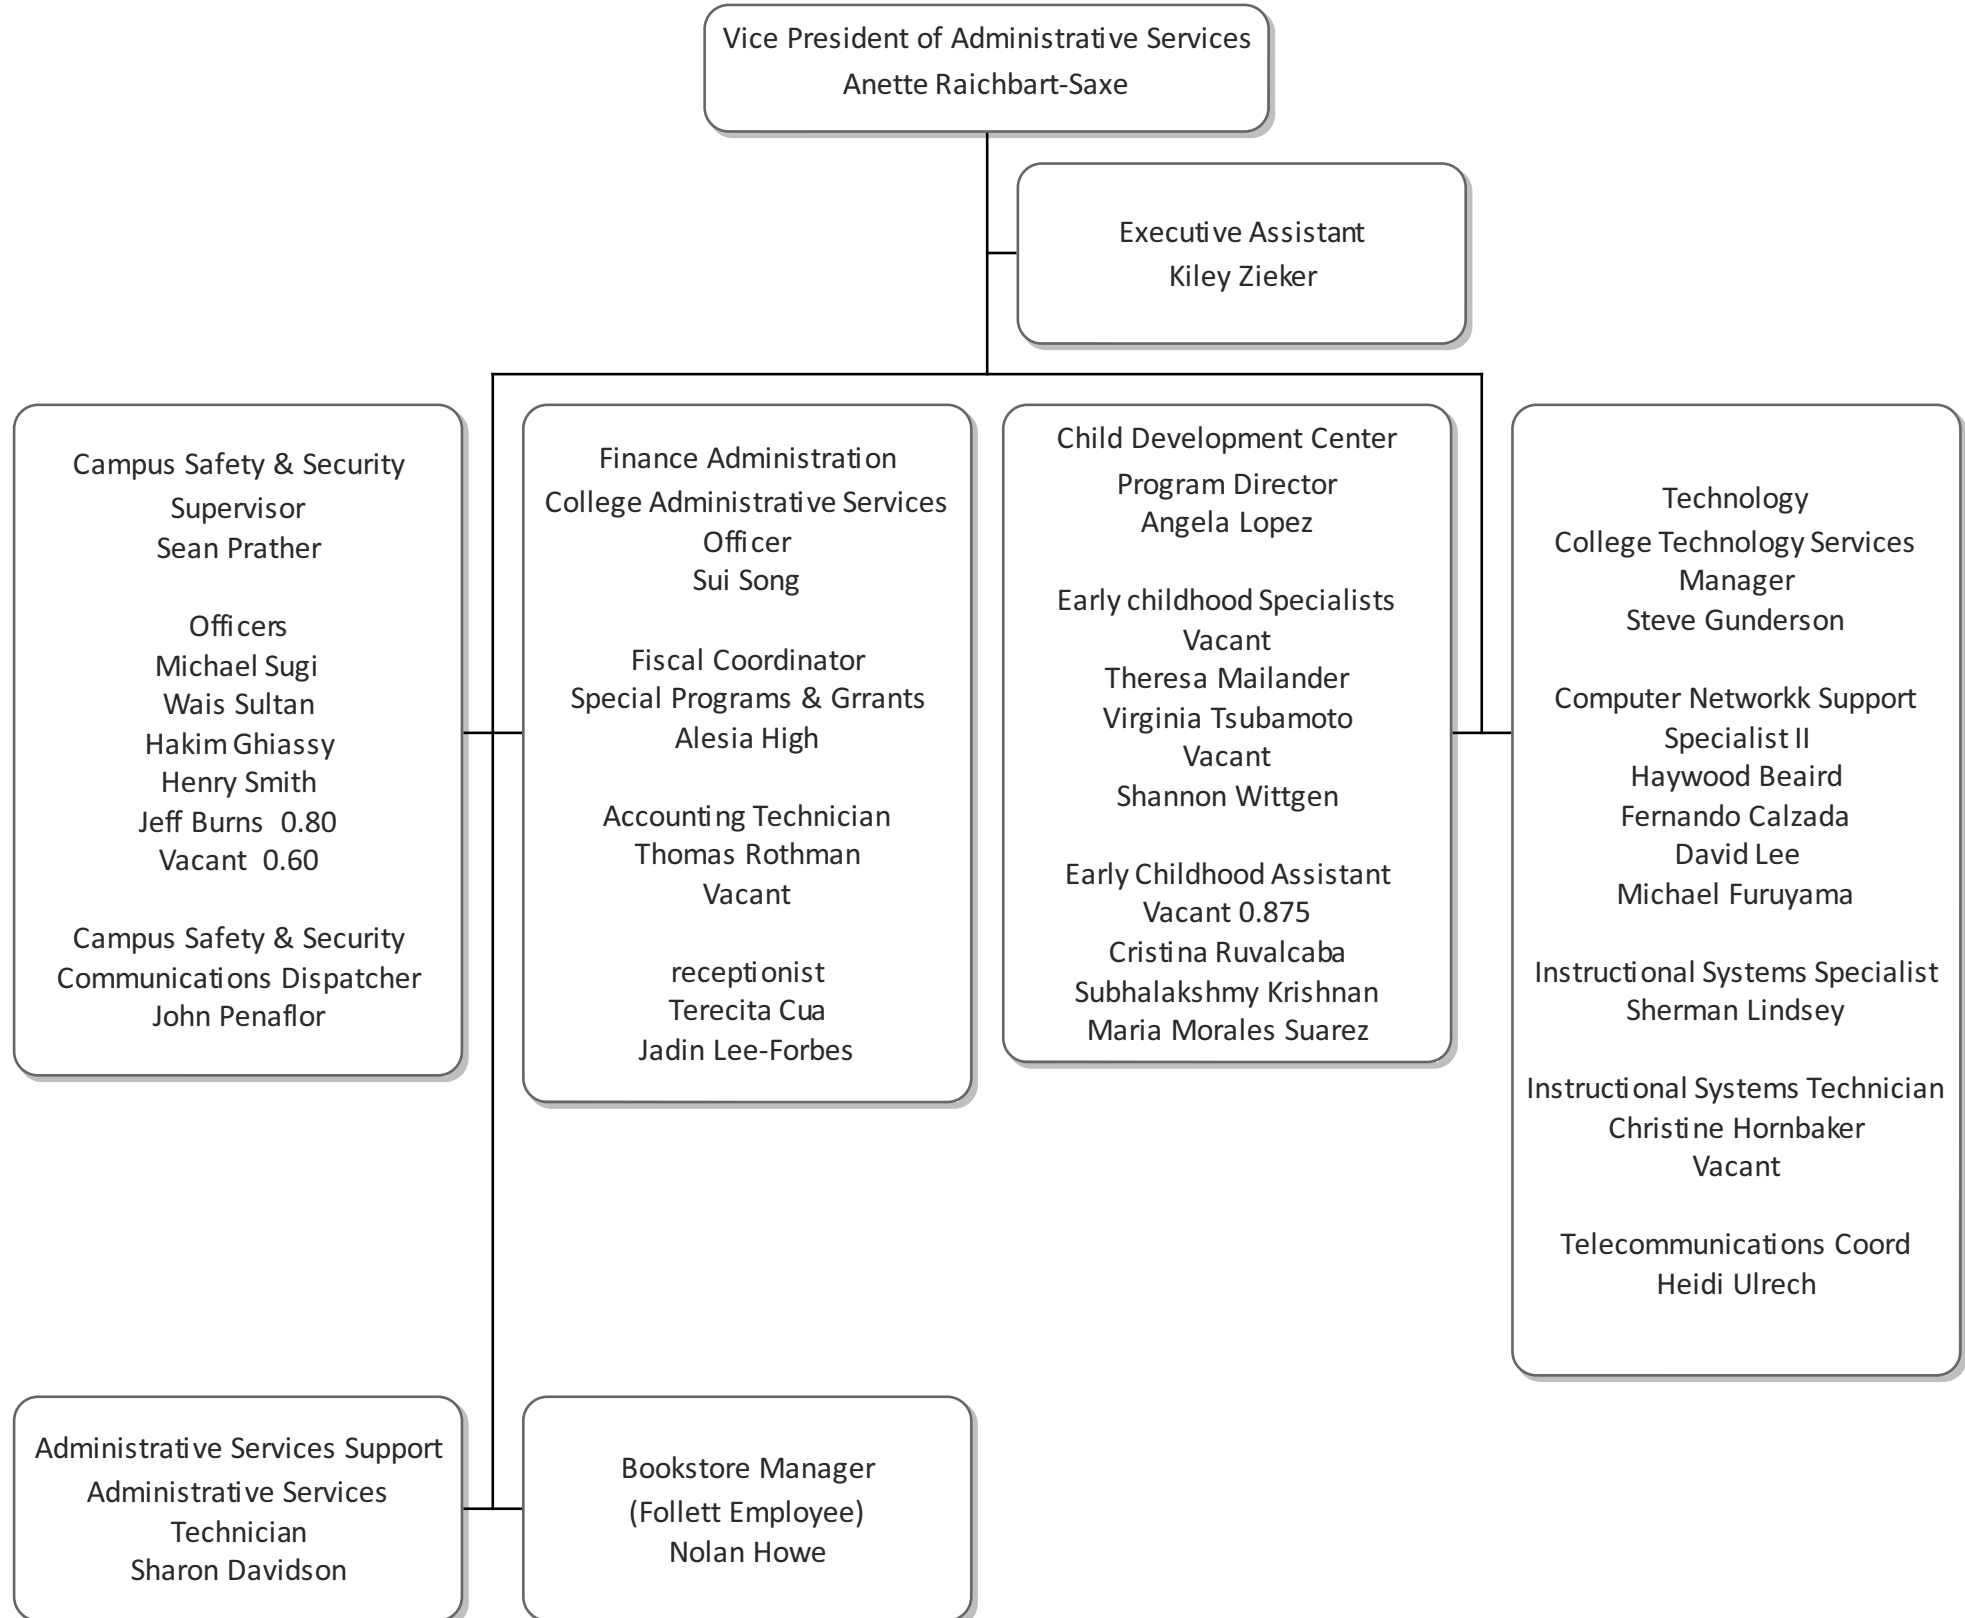 Vice President of Administrative Services
Anette Raichbart-Saxe
Executive Assistant
Kiley Zieker
Campus Safety & Security
Supervisor
Sean Prather
Officers
Michael Sugi
Wais Sultan
Hakim Ghiassy
Henry Smith
Jeff Burns 0.80
Vacant 0.60
Campus Safety & Security
Communications Dispatcher
John Penaflor
Finance Administration
College Administrative Services
Officer
Sui Song
Fiscal Coordinator
Special Programs & Grrants
Alesia High
Accounting Technician
Thomas Rothman
Vacant
receptionist
Terecita Cua
Jadin Lee-Forbes
Child Development Center
Program Director
Angela Lopez
Early childhood Specialists
Vacant
Theresa Mailander
Virginia Tsubamoto
Vacant
Shannon Wittgen
Early Childhood Assistant
Vacant 0.875
Cristina Ruvalcaba
Subhalakshmy Krishnan
Maria Morales Suarez
Technology
College Technology Services
Manager
Steve Gunderson
Computer Networkk Support
Specialist II
Haywood Beaird
Fernando Calzada
David Lee
Michael Furuyama
Instructional Systems Specialist
Sherman Lindsey
Instructional Systems Technician
Christine Hornbaker
Vacant
Telecommunications Coord
Heidi Ulrech
Administrative Services Support
Administrative Services
Technician
Sharon Davidson
Bookstore Manager
(Follett Employee)
Nolan Howe